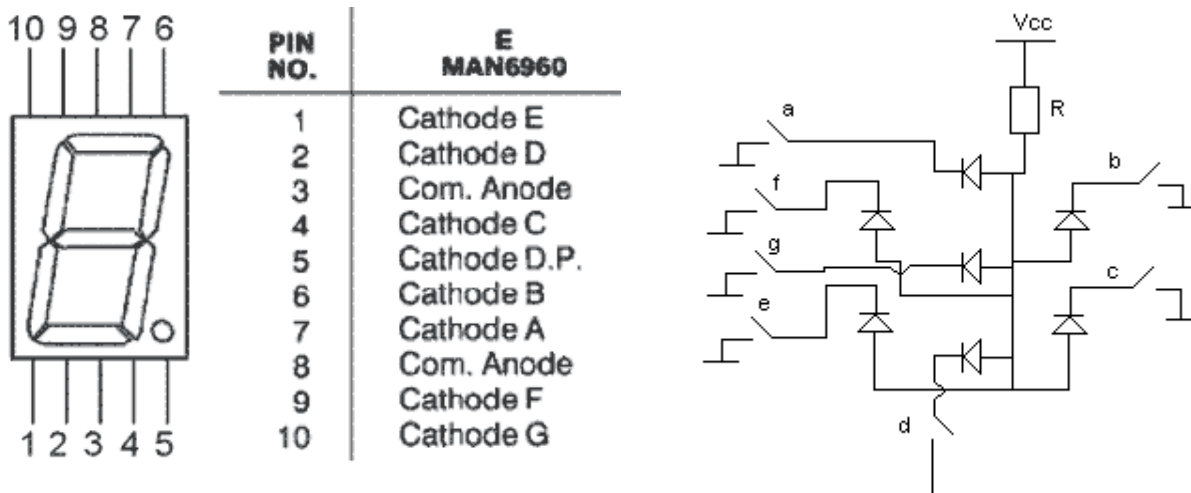 10 9 8 7 6
1 2 3 4 5
PIN NO. E MAN6960
1 Cathode E
2 Cathode D
3 Com. Anode
4 Cathode C
5 Cathode D.P.
6 Cathode B
7 Cathode A
8 Com. Anode
9 Cathode F
10 Cathode G
Vcc
R
a
b
f
g
c
e
d